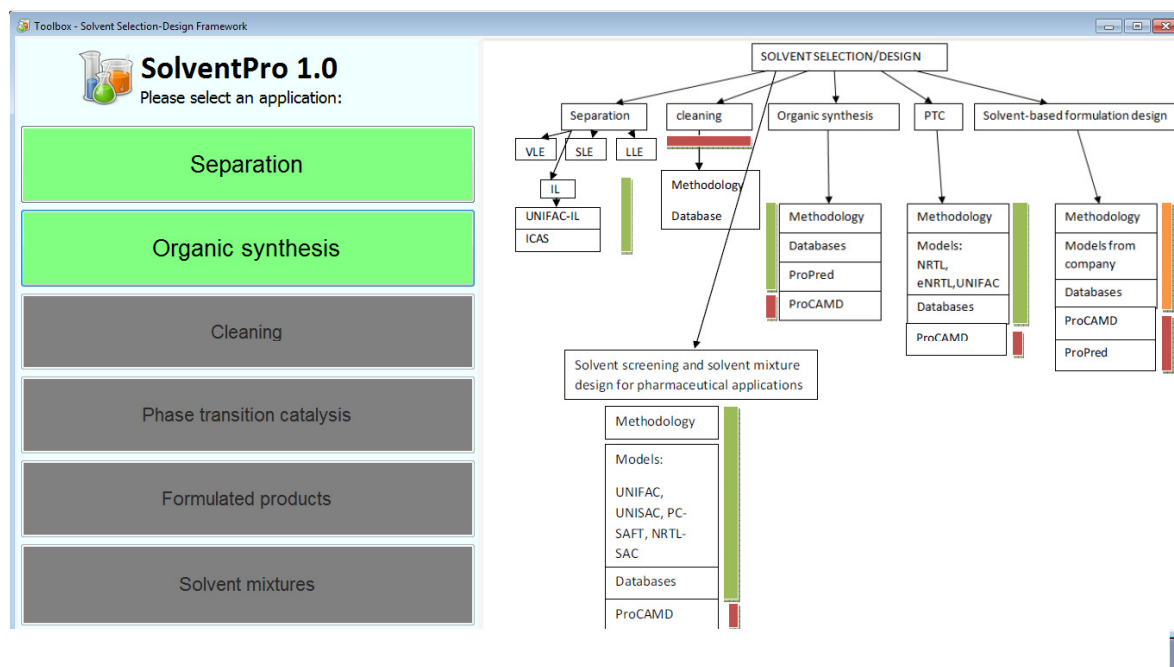 Toolbox - Solvent Selection-Design Framework
SolventPro 1.0
Please select an application:
Separation
Organic synthesis
Cleaning
Phase transition catalysis
Formulated products
Solvent mixtures
SOLVENT SELECTION/DESIGN
Separation
cleaning
Organic synthesis
PTC
Solvent-based formulation design
VLE
SLE
LLE
IL
UNIFAC-IL
ICAS
Methodology
Database
Methodology
Databases
ProPred
ProCAMD
Methodology
Models:
NRTL,
eNRTL,UNIFAC
Databases
ProCAMD
Methodology
Models from
company
Databases
ProCAMD
ProPred
Solvent screening and solvent mixture
design for pharmaceutical applications
Methodology
Models:
UNIFAC,
UNISAC, PC-
SAFT, NRTL-
SAC
Databases
ProCAMD